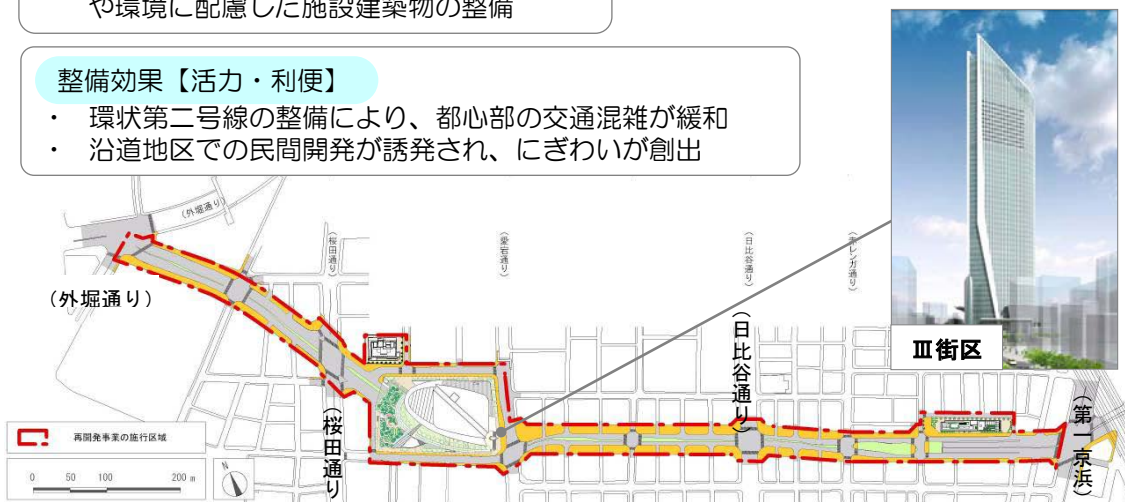 や環境に配慮した施設建築物の整備
整備効果【活力・利便】
・ 環状第二号線の整備により、都心部の交通混雑が緩和
・ 沿道地区での民間開発が誘発され、にぎわいが創出
(外堀通り)
(桜田通り)
(愛宕通り)
(日比谷通り)
(赤レンガ通り)
(外堀通り)
(日比谷通り)
Ⅲ街区
(桜田通り)
(第一京浜)
再開発事業の施行区域
0 50 100 200 m
N